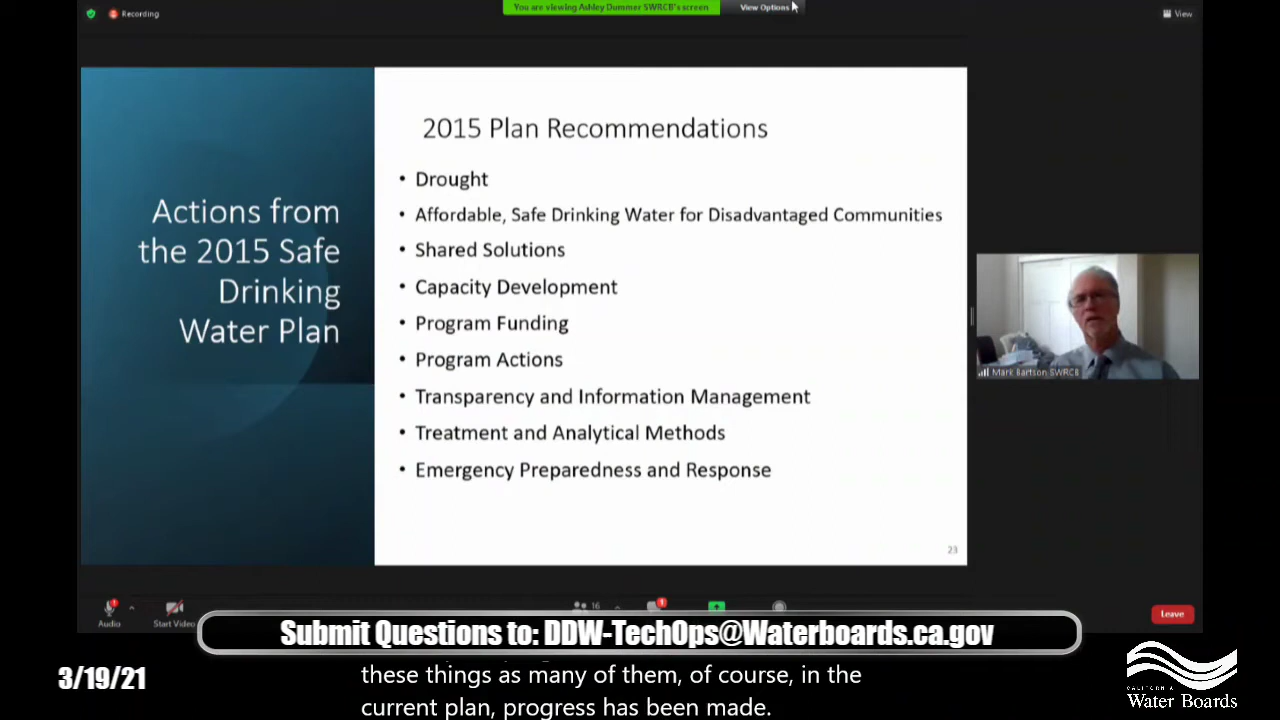 Recording
You are viewing Ashley Dummer SWRCB's screen
View Options
View
Actions from
the 2015 Safe
Drinking
Water Plan
2015 Plan Recommendations
• Drought
• Affordable, Safe Drinking Water for Disadvantaged Communities
• Shared Solutions
• Capacity Development
• Program Funding
• Program Actions
• Transparency and Information Management
• Treatment and Analytical Methods
• Emergency Preparedness and Response
23
Mark Bartson SWRCB
1
Audio
Start Video
16
1
Leave
Submit Questions to: DDW-TechOps@Waterboards.ca.gov
3/19/21
these things as many of them, of course, in the
current plan, progress has been made.
CALIFORNIA
Water Boards